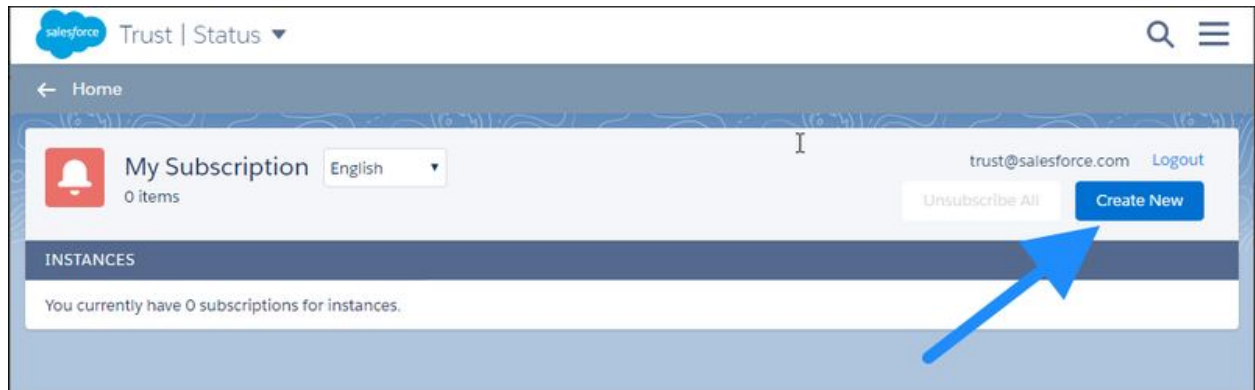 salesforce Trust | Status
Home
My Subscription English
0 items
trust@salesforce.com Logout
Unsubscribe All Create New
INSTANCES
You currently have 0 subscriptions for instances.